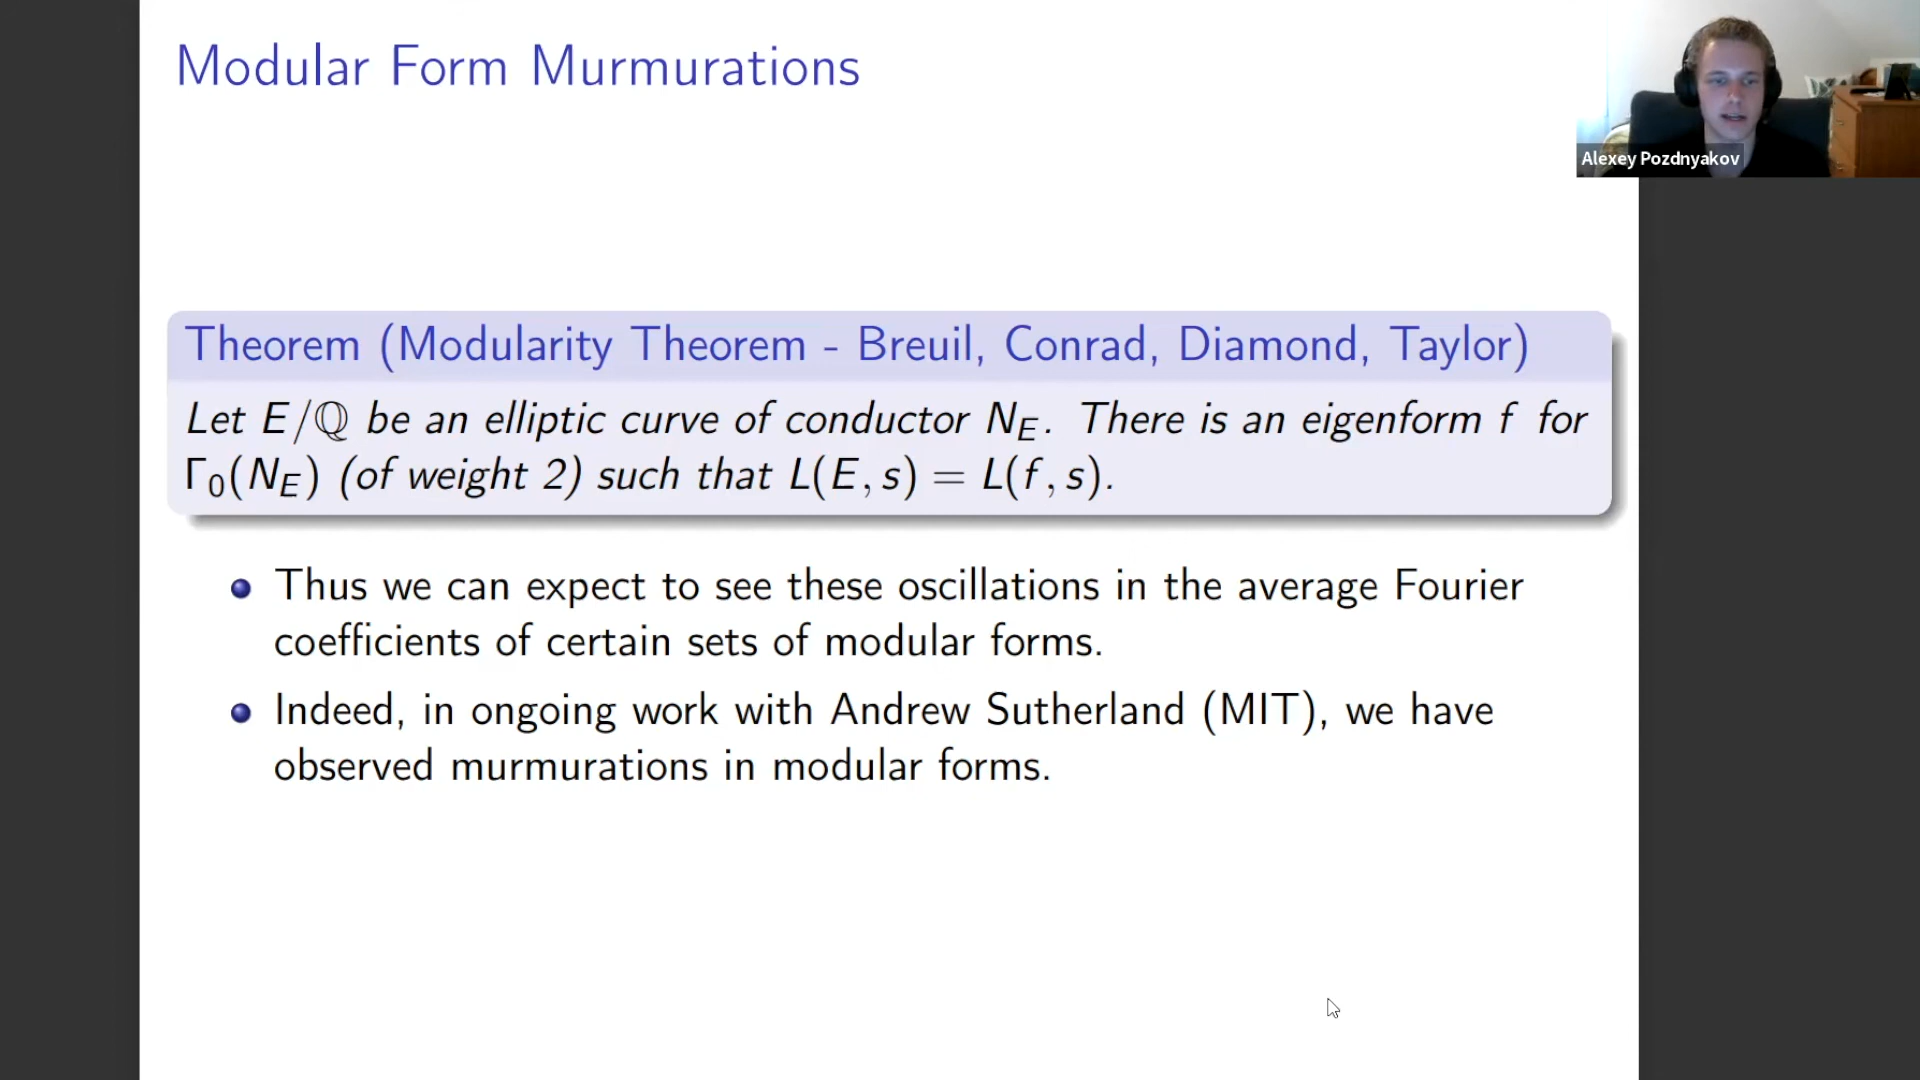 Modular Form Murmurations
Alexey Pozdnyakov
Theorem (Modularity Theorem - Breuil, Conrad, Diamond, Taylor)
Let E/ℚ be an elliptic curve of conductor N_E. There is an eigenform f for
Γ₀(N_E) (of weight 2) such that L(E, s) = L(f, s).
Thus we can expect to see these oscillations in the average Fourier
coefficients of certain sets of modular forms.
Indeed, in ongoing work with Andrew Sutherland (MIT), we have
observed murmurations in modular forms.